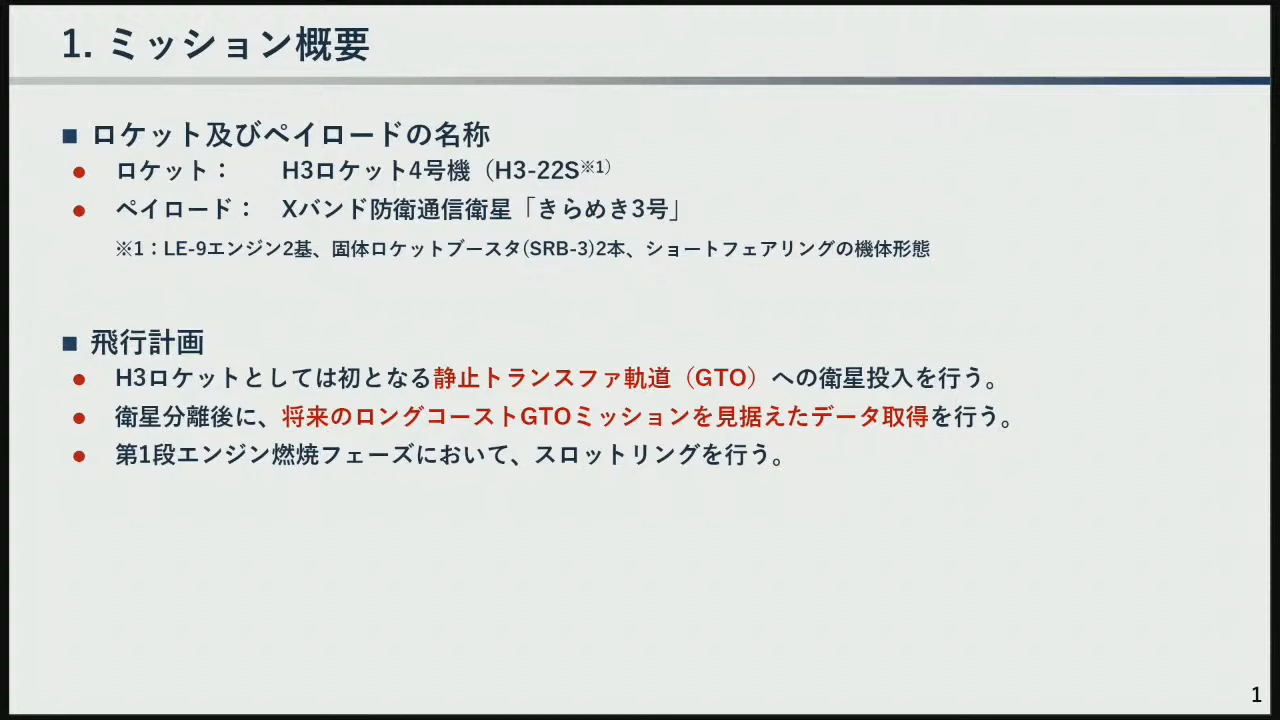 1. ミッション概要
■ ロケット及びペイロードの名称
● ロケット： H3ロケット4号機（H3-22S※1）
● ペイロード： Xバンド防衛通信衛星「きらめき3号」
※1：LE-9エンジン2基、固体ロケットブースタ(SRB-3)2本、ショートフェアリングの機体形態
■ 飛行計画
● H3ロケットとしては初となる静止トランスファ軌道（GTO）への衛星投入を行う。
● 衛星分離後に、将来のロングコーストGTOミッションを見据えたデータ取得を行う。
● 第1段エンジン燃焼フェーズにおいて、スロットリングを行う。
1